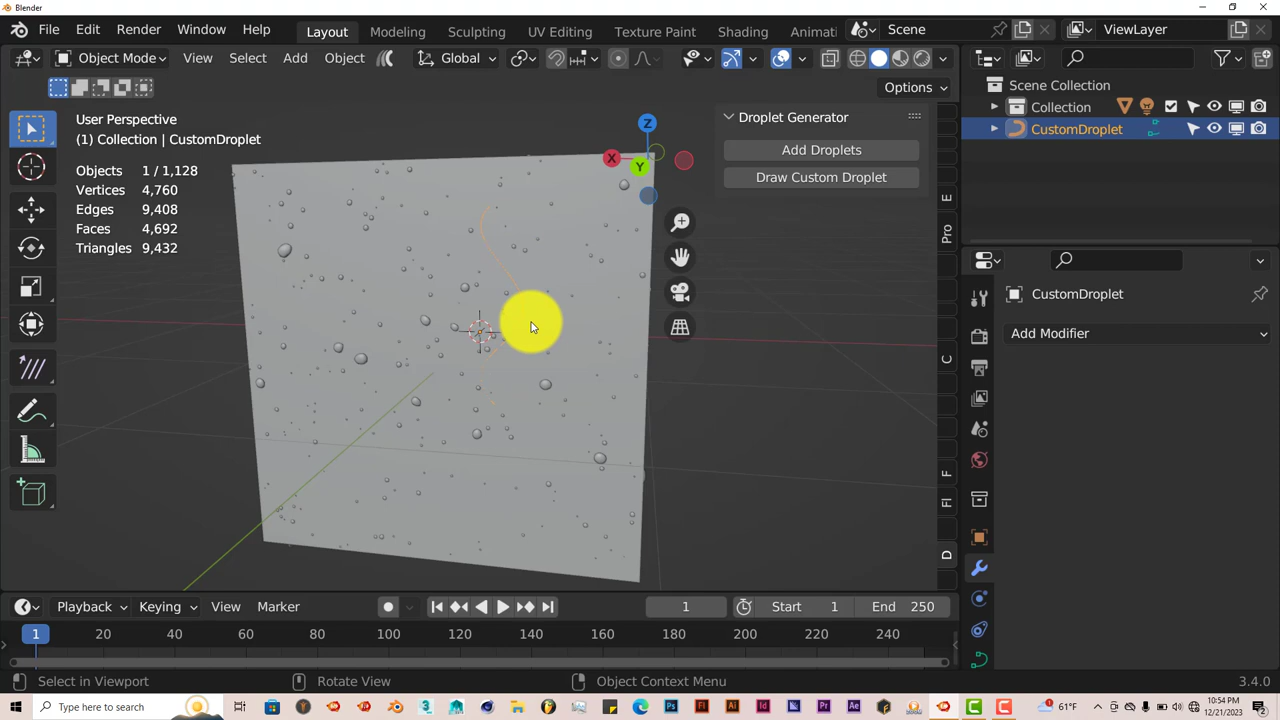 Blender
File Edit Render Window Help Layout Modeling Sculpting UV Editing Texture Paint Shading Animati Scene ViewLayer
Object Mode View Select Add Object Global
Options
User Perspective
(1) Collection | CustomDroplet
Objects 1 / 1,128
Vertices 4,760
Edges 9,408
Faces 4,692
Triangles 9,432
Z
X
Y
Droplet Generator
Add Droplets
Draw Custom Droplet
E
Pro
C
F
Fl
D
Scene Collection
Collection
CustomDroplet
CustomDroplet
Add Modifier
Playback Keying View Marker 1 Start 1 End 250
1 20 40 60 80 100 120 140 160 180 200 220 240
Select in Viewport Rotate View Object Context Menu 3.4.0
Type here to search 61°F 10:54 PM
12/21/2023